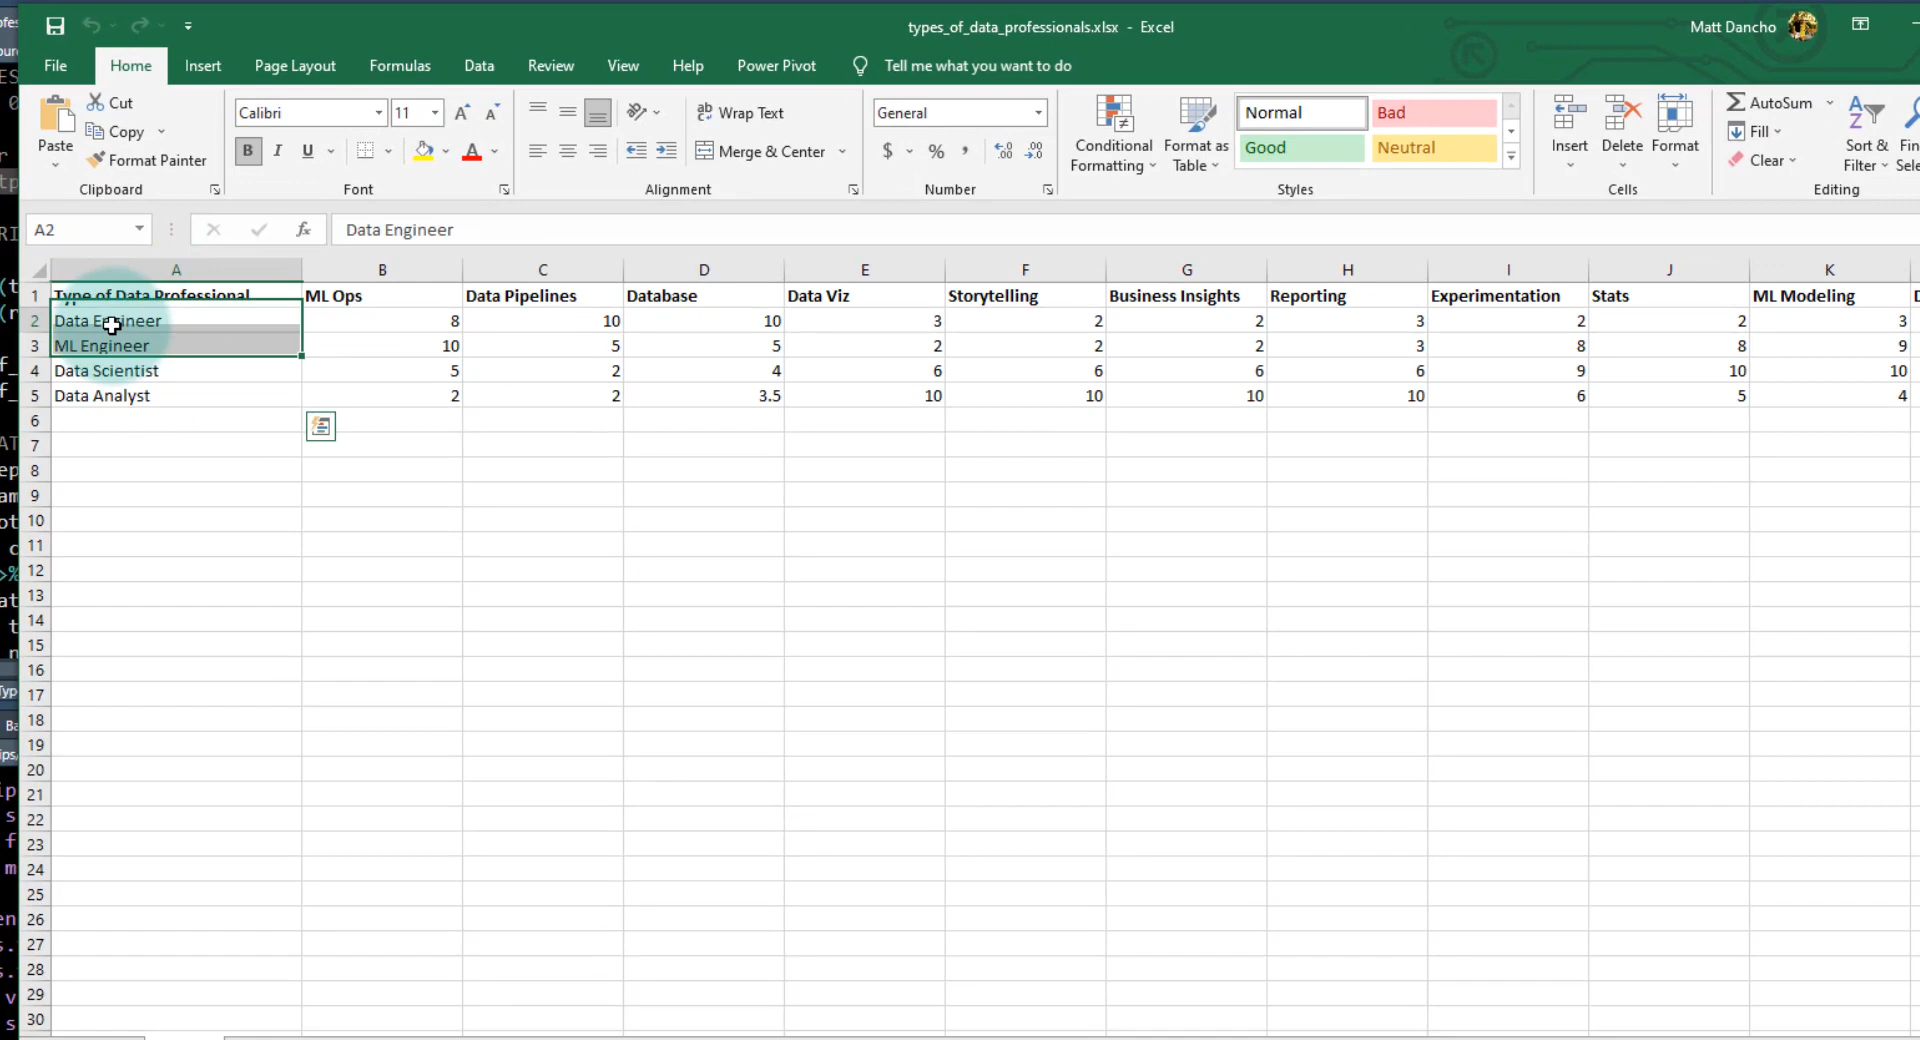 types_of_data_professionals.xlsx - Excel
Matt Dancho
File Home Insert Page Layout Formulas Data Review View Help Power Pivot Tell me what you want to do
Cut
Copy
Format Painter
Paste
Clipboard
Calibri 11
B I U
Font
Wrap Text
Merge & Center
Alignment
General
$ % ,
Number
Conditional
Formatting
Format as
Table
Normal Bad
Good Neutral
Styles
Insert Delete Format
Cells
AutoSum
Fill
Clear
Sort &
Filter
Editing
A2 fx Data Engineer
A B C D E F G H I J K
1 Type of Data Professional ML Ops Data Pipelines Database Data Viz Storytelling Business Insights Reporting Experimentation Stats ML Modeling
2 Data Engineer 8 10 10 3 2 2 3 2 2 3
3 ML Engineer 10 5 5 2 2 2 3 8 8 9
4 Data Scientist 5 2 4 6 6 6 6 9 10 10
5 Data Analyst 2 2 3.5 10 10 10 10 6 5 4
6
7
8
9
10
11
12
13
14
15
16
17
18
19
20
21
22
23
24
25
26
27
28
29
30